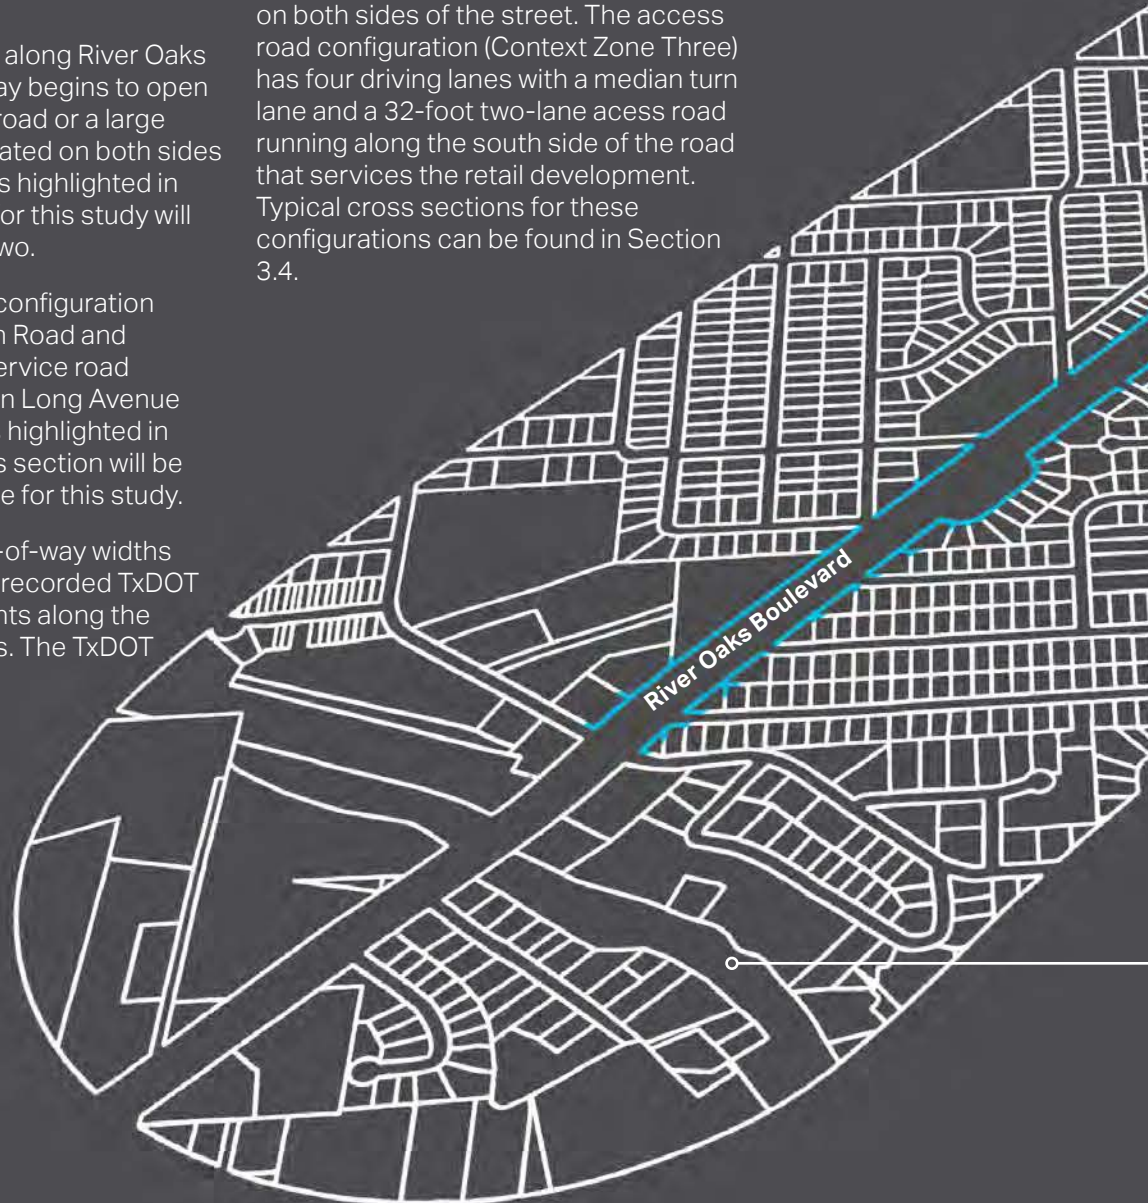 along River Oaks
ay begins to open
road or a large
ated on both sides
s highlighted in
or this study will
wo.
configuration
n Road and
ervice road
n Long Avenue
highlighted in
s section will be
e for this study.
-of-way widths
recorded TxDOT
nts along the
s. The TxDOT
on both sides of the street. The access
road configuration (Context Zone Three)
has four driving lanes with a median turn
lane and a 32-foot two-lane acess road
running along the south side of the road
that services the retail development.
Typical cross sections for these
configurations can be found in Section
3.4.
River Oaks Boulevard